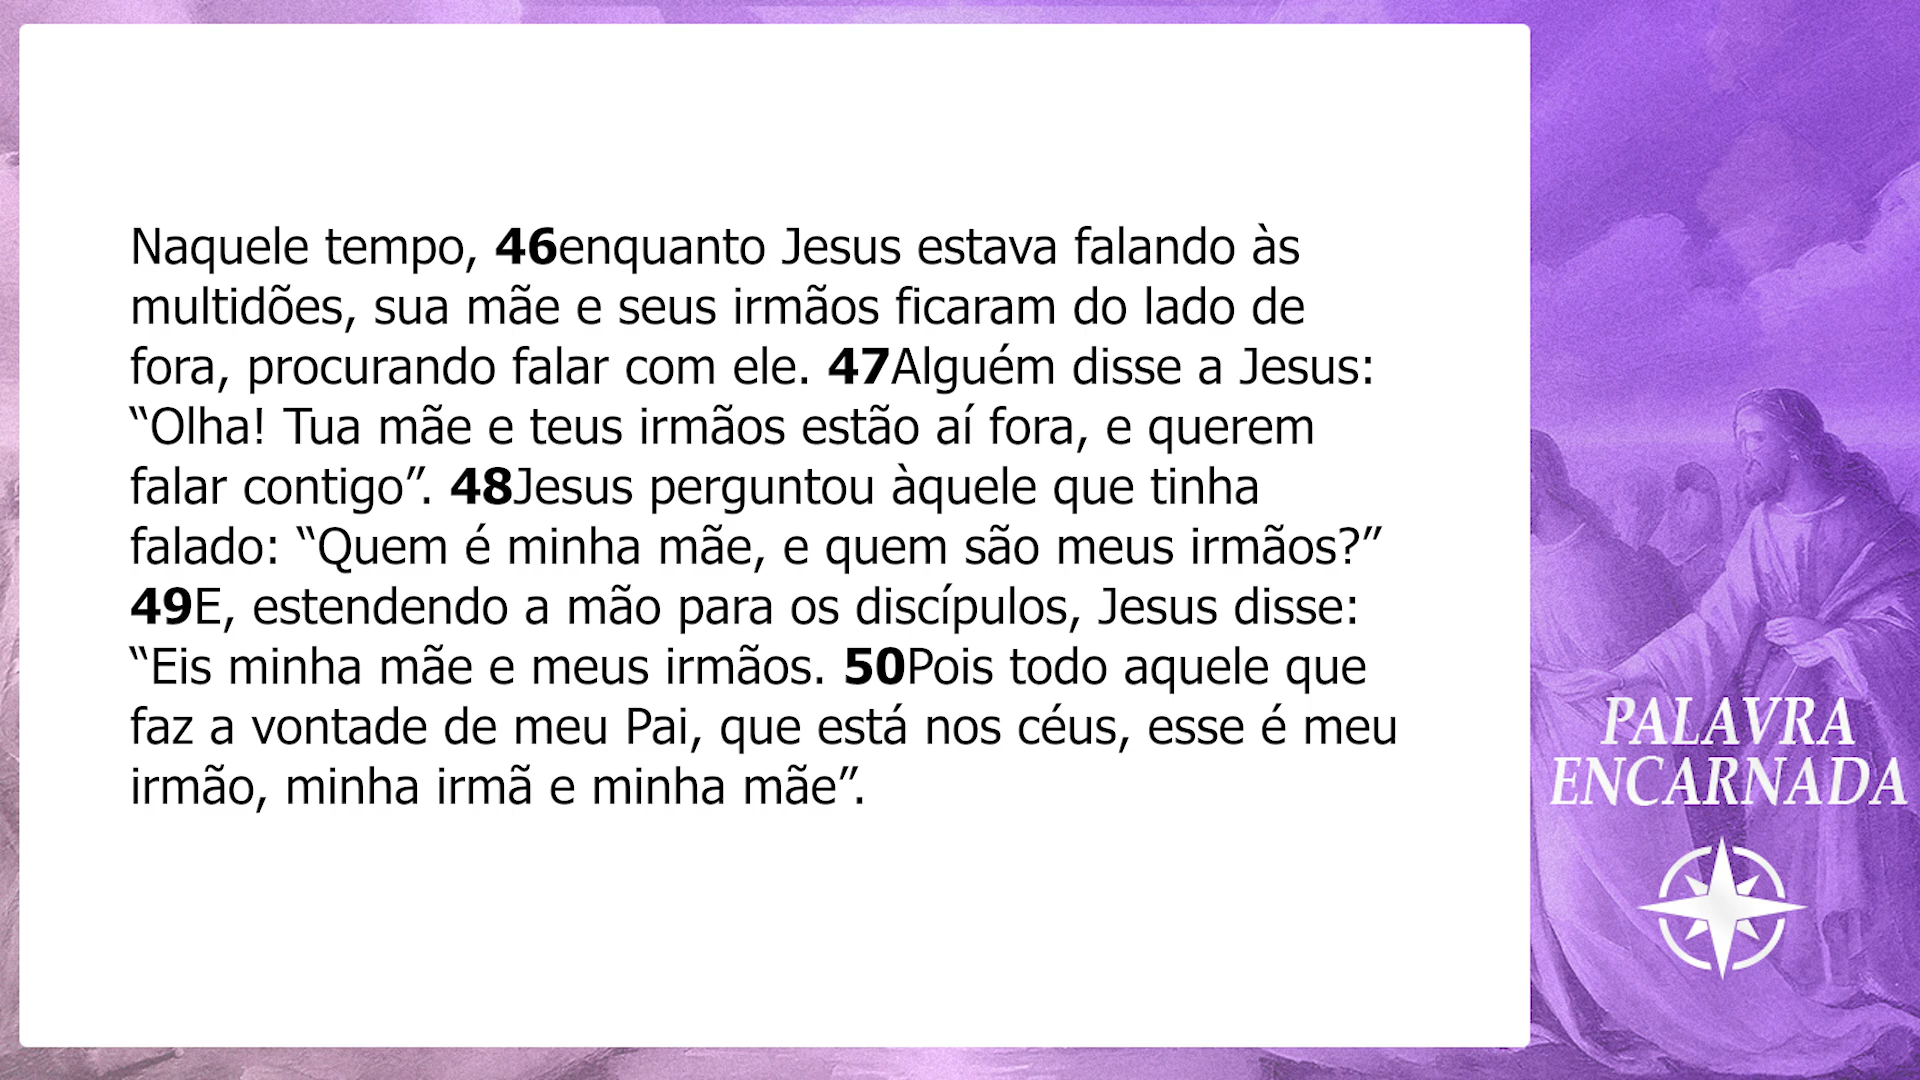 Naquele tempo, 46enquanto Jesus estava falando às
multidões, sua mãe e seus irmãos ficaram do lado de
fora, procurando falar com ele. 47Alguém disse a Jesus:
“Olha! Tua mãe e teus irmãos estão aí fora, e querem
falar contigo”. 48Jesus perguntou àquele que tinha
falado: “Quem é minha mãe, e quem são meus irmãos?”
49E, estendendo a mão para os discípulos, Jesus disse:
“Eis minha mãe e meus irmãos. 50Pois todo aquele que
faz a vontade de meu Pai, que está nos céus, esse é meu
irmão, minha irmã e minha mãe”.
PALAVRA
ENCARNADA